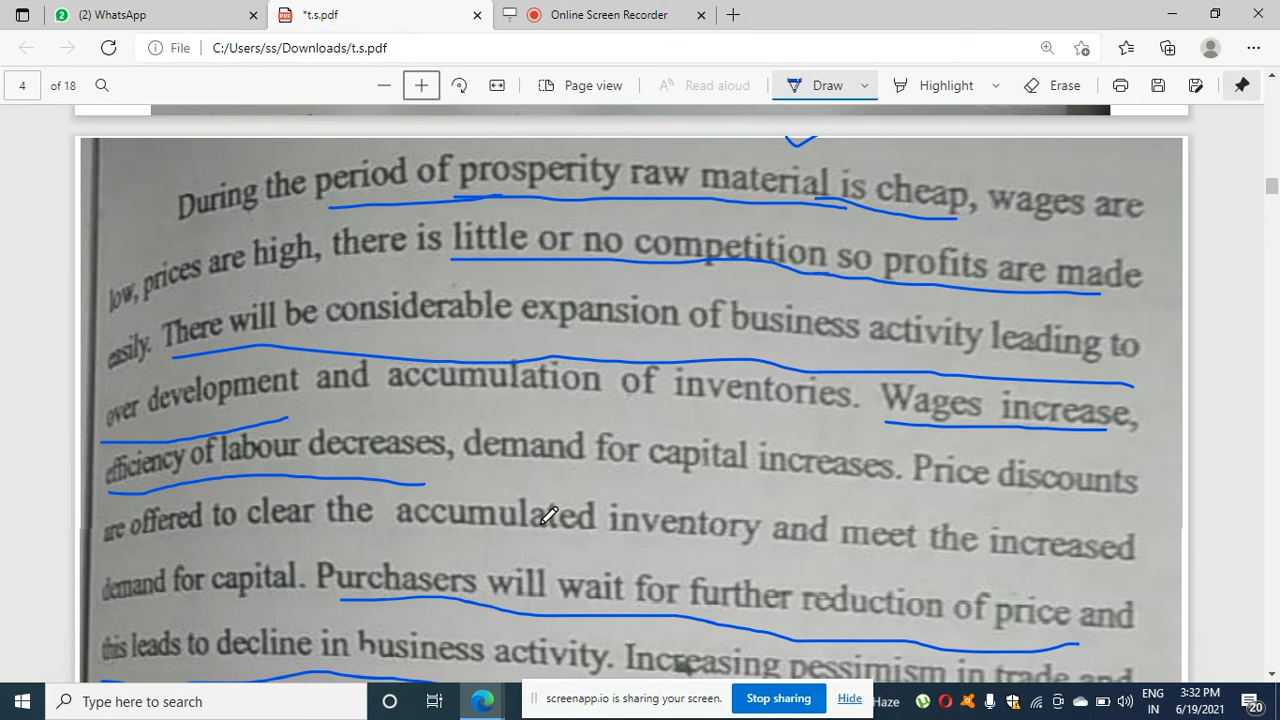 (2) WhatsApp
*t.s.pdf
Online Screen Recorder
File C:/Users/ss/Downloads/t.s.pdf
4 of 18 Page view Read aloud Draw Highlight Erase
During the period of prosperity raw material is cheap, wages are
low, prices are high, there is little or no competition so profits are made
easily. There will be considerable expansion of business activity leading to
over development and accumulation of inventories. Wages increase,
efficiency of labour decreases, demand for capital increases. Price discounts
are offered to clear the accumulated inventory and meet the increased
demand for capital. Purchasers will wait for further reduction of price and
this leads to decline in business activity. Increasing pessimism in trade and
Type here to search
screenapp.io is sharing your screen. Stop sharing Hide
Haze
ENG
IN
3:32 PM
6/19/2021
20